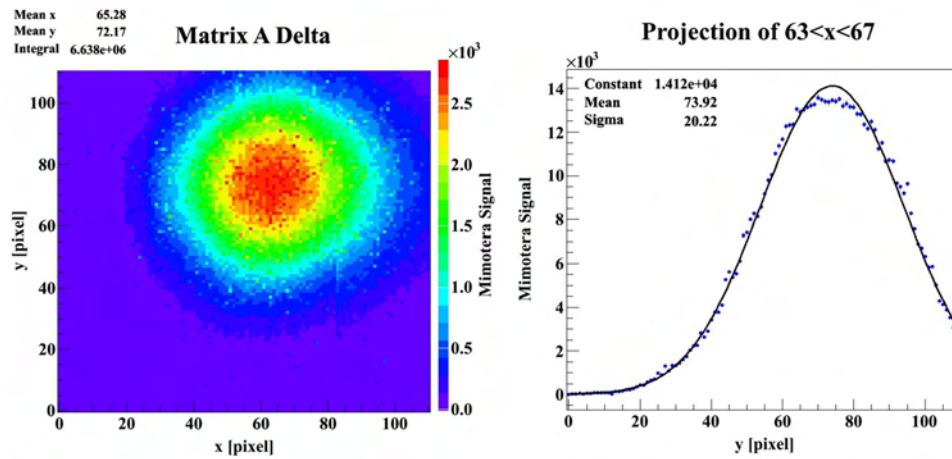 Mean x 65.28
Mean y 72.17
Integral 6.638e+06
Matrix A Delta
×10³
100
80
60
40
20
0
y [pixel]
0 20 40 60 80 100
x [pixel]
2.5
2.0
1.5
1.0
0.5
0.0
Mimotera Signal
Projection of 63<x<67
×10³
Constant 1.412e+04
Mean 73.92
Sigma 20.22
14
12
10
8
6
4
2
0
Mimotera Signal
0 20 40 60 80 100
y [pixel]